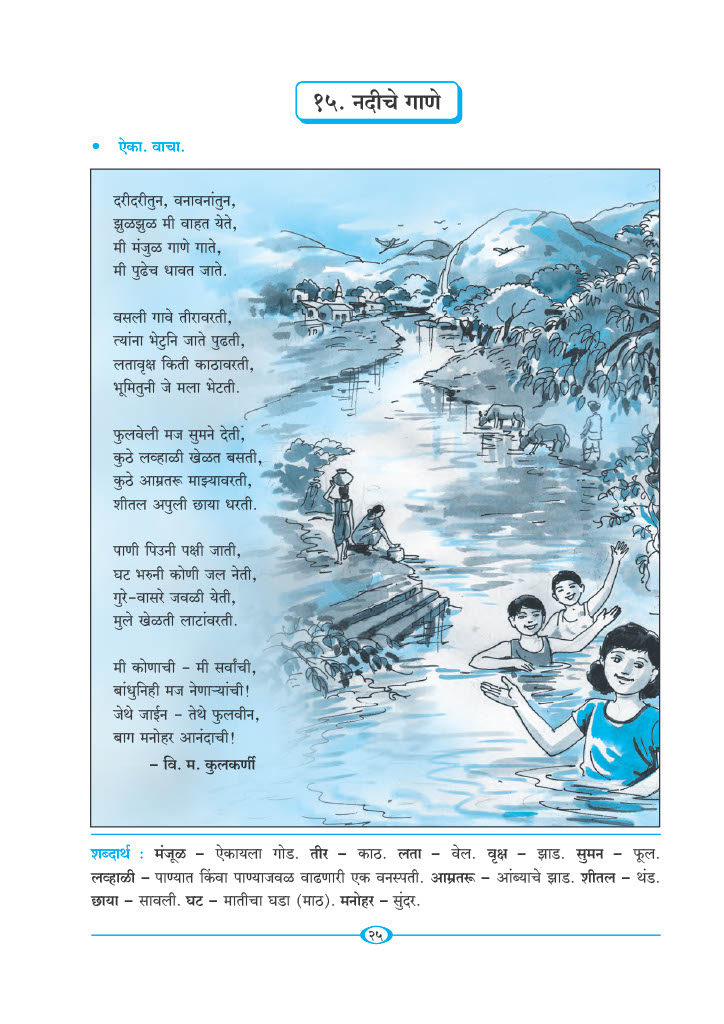 १५. नदीचे गाणे
• ऐका. वाचा.
दरीदरीतुन, वनावनांतुन,
झुळझुळ मी वाहत येते,
मी मंजुळ गाणे गाते,
मी पुढेच धावत जाते.
वसली गावे तीरावरती,
त्यांना भेटुनि जाते पुढती,
लतावृक्ष किती काठावरती,
भूमितुनी जे मला भेटती.
फुलवेली मज सुमने देती,
कुठे लव्हाळी खेळत बसती,
कुठे आम्रतरू माझ्यावरती,
शीतल अपुली छाया धरती.
पाणी पिउनी पक्षी जाती,
घट भरुनी कोणी जल नेती,
गुरे-वासरे जवळी येती,
मुले खेळती लाटांवरती.
मी कोणाची - मी सर्वांची,
बांधुनिही मज नेणाऱ्यांची!
जेथे जाईन - तेथे फुलवीन,
बाग मनोहर आनंदाची!
– वि. म. कुलकर्णी
शब्दार्थ : मंजूळ – ऐकायला गोड. तीर – काठ. लता – वेल. वृक्ष – झाड. सुमन – फूल.
लव्हाळी – पाण्यात किंवा पाण्याजवळ वाढणारी एक वनस्पती. आम्रतरू – आंब्याचे झाड. शीतल – थंड.
छाया – सावली. घट – मातीचा घडा (माठ). मनोहर – सुंदर.
२५